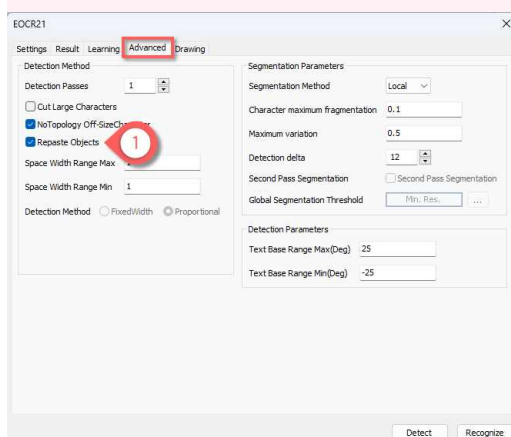 EOCR21
Settings Result Learning Advanced Drawing
Detection Method
Detection Passes 1
Cut Large Characters
NoTopology Off-SizeCh
Repaste Objects 1
Space Width Range Max
Space Width Range Min 1
Detection Method FixedWidth Proportional
Segmentation Parameters
Segmentation Method Local
Character maximum fragmentation 0.1
Maximum variation 0.5
Detection delta 12
Second Pass Segmentation Second Pass Segmentation
Global Segmentation Threshold Min. Res. ...
Detection Parameters
Text Base Range Max(Deg) 25
Text Base Range Min(Deg) -25
Detect Recognize